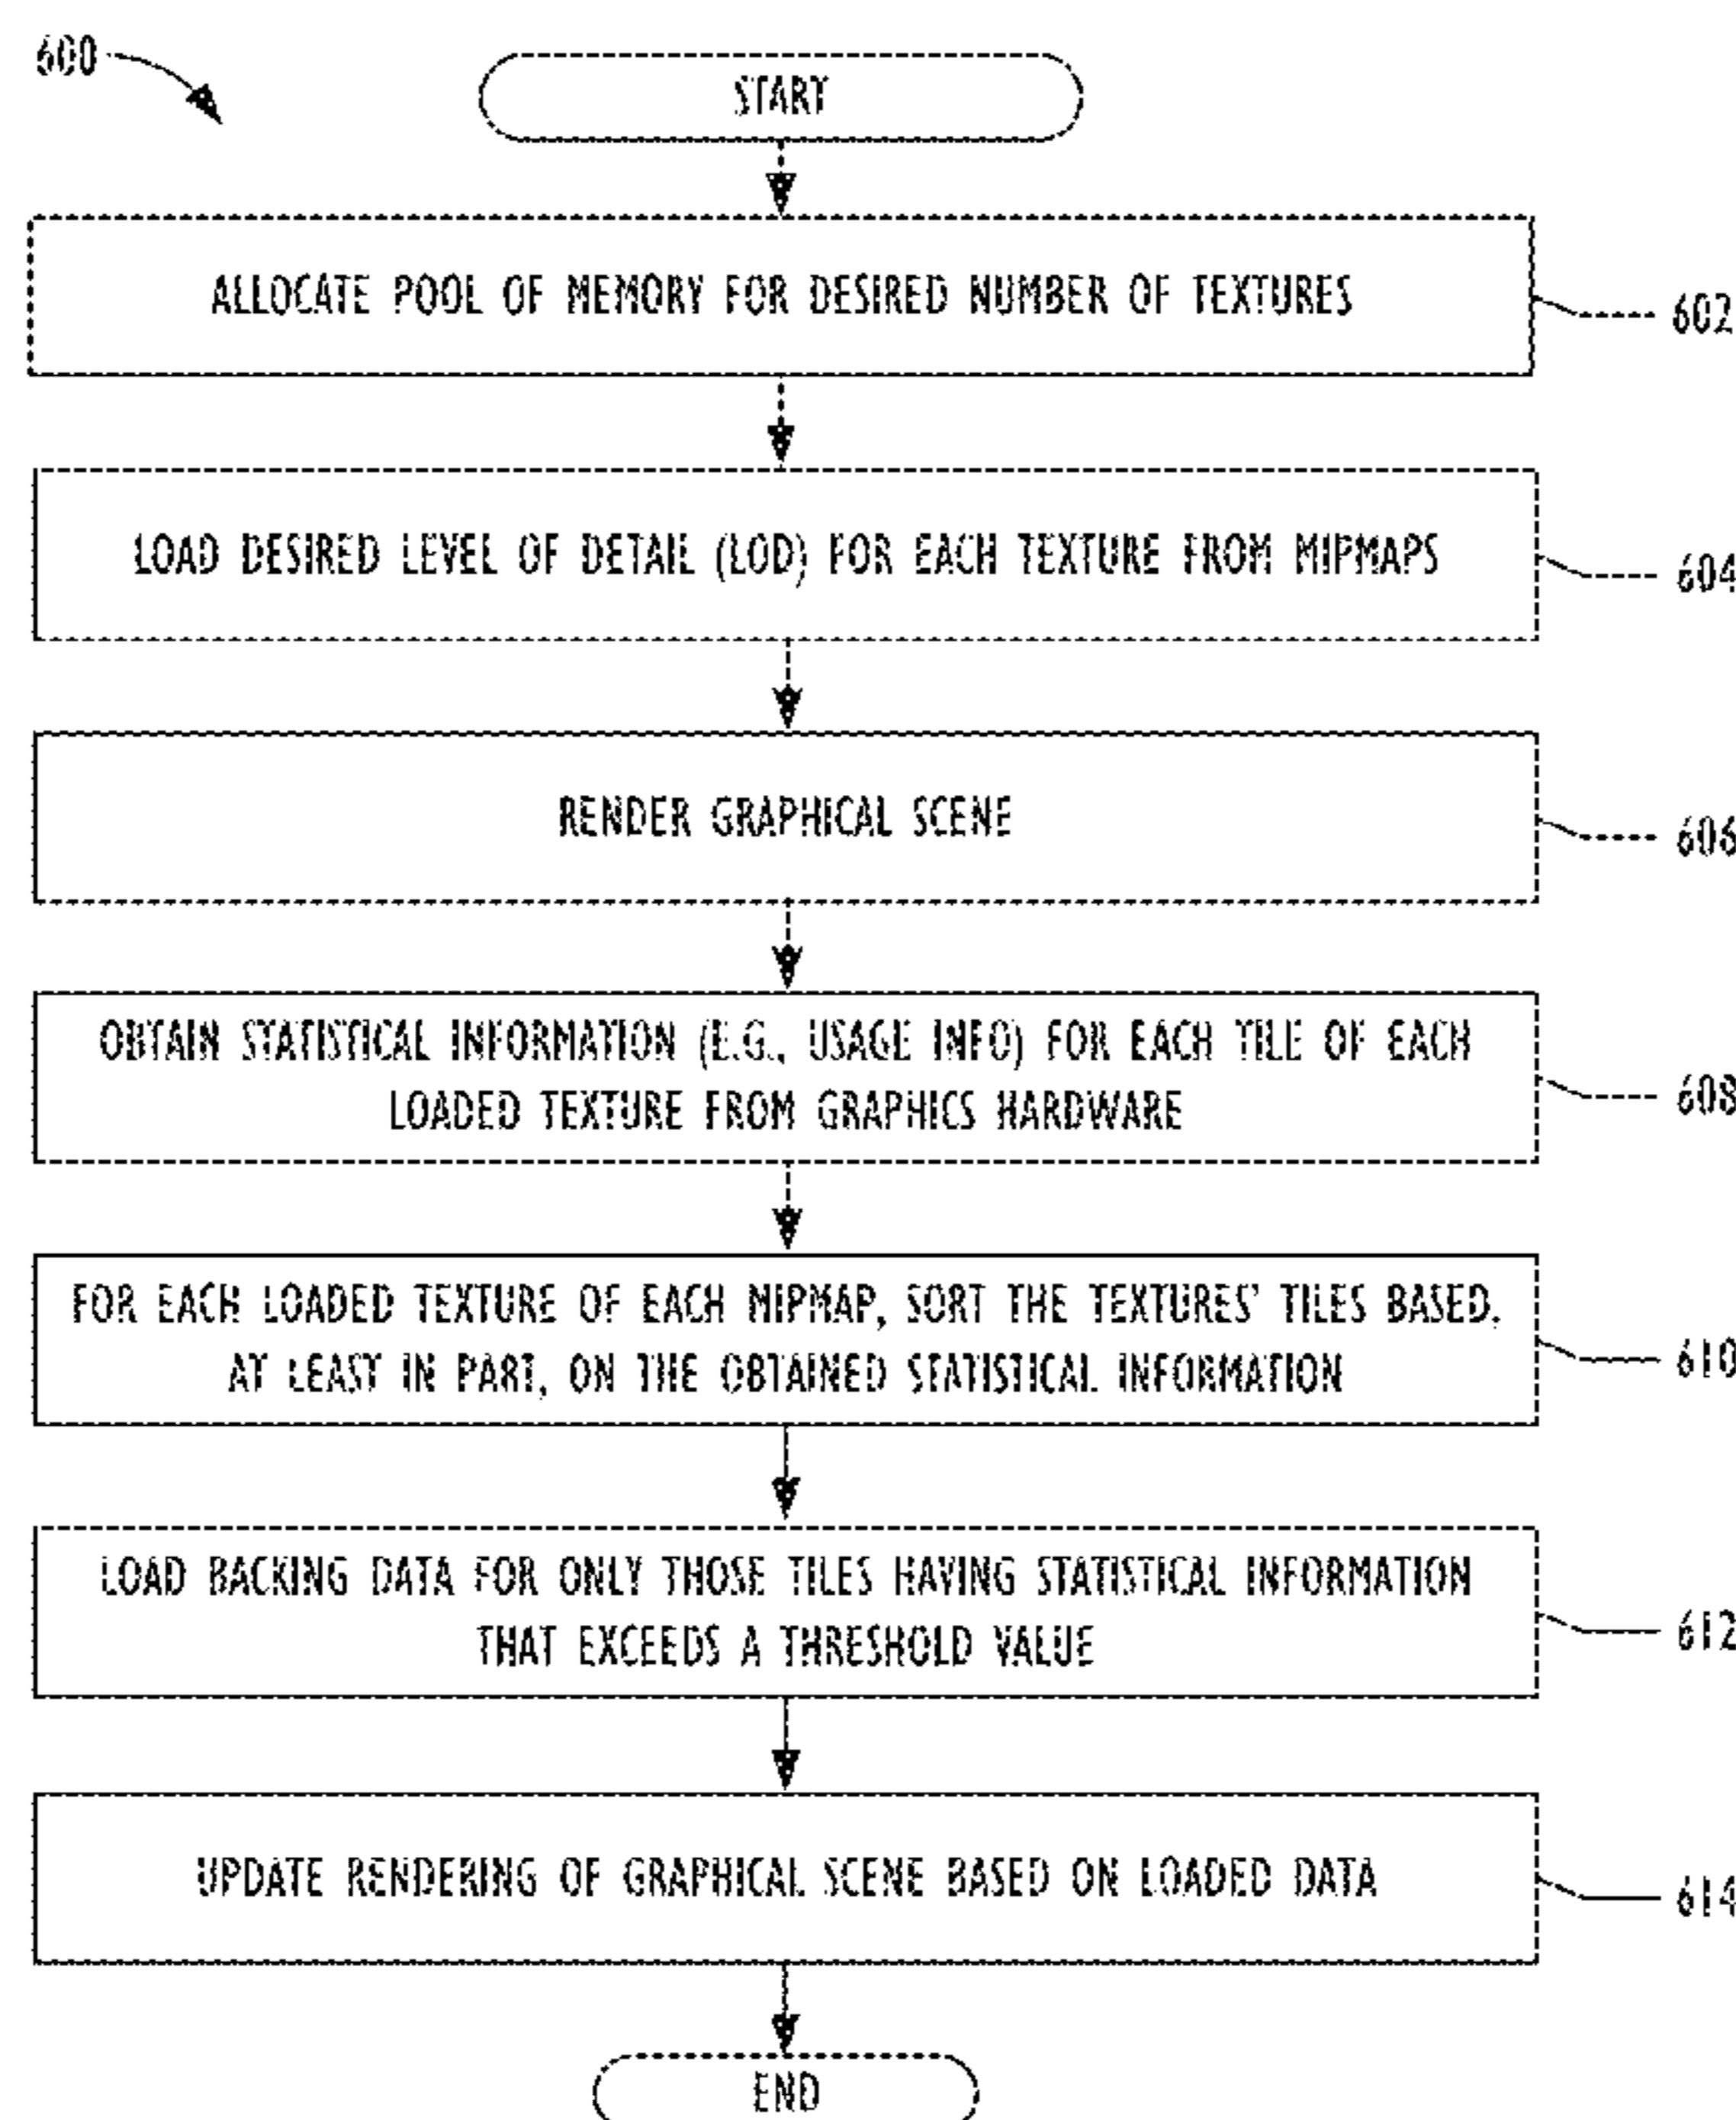 600
START
ALLOCATE POOL OF MEMORY FOR DESIRED NUMBER OF TEXTURES
602
LOAD DESIRED LEVEL OF DETAIL (LOD) FOR EACH TEXTURE FROM MIPMAPS
604
RENDER GRAPHICAL SCENE
606
OBTAIN STATISTICAL INFORMATION (E.G., USAGE INFO) FOR EACH TILE OF EACH
LOADED TEXTURE FROM GRAPHICS HARDWARE
608
FOR EACH LOADED TEXTURE OF EACH MIPMAP, SORT THE TEXTURES' TILES BASED,
AT LEAST IN PART, ON THE OBTAINED STATISTICAL INFORMATION
610
LOAD BACKING DATA FOR ONLY THOSE TILES HAVING STATISTICAL INFORMATION
THAT EXCEEDS A THRESHOLD VALUE
612
UPDATE RENDERING OF GRAPHICAL SCENE BASED ON LOADED DATA
614
END